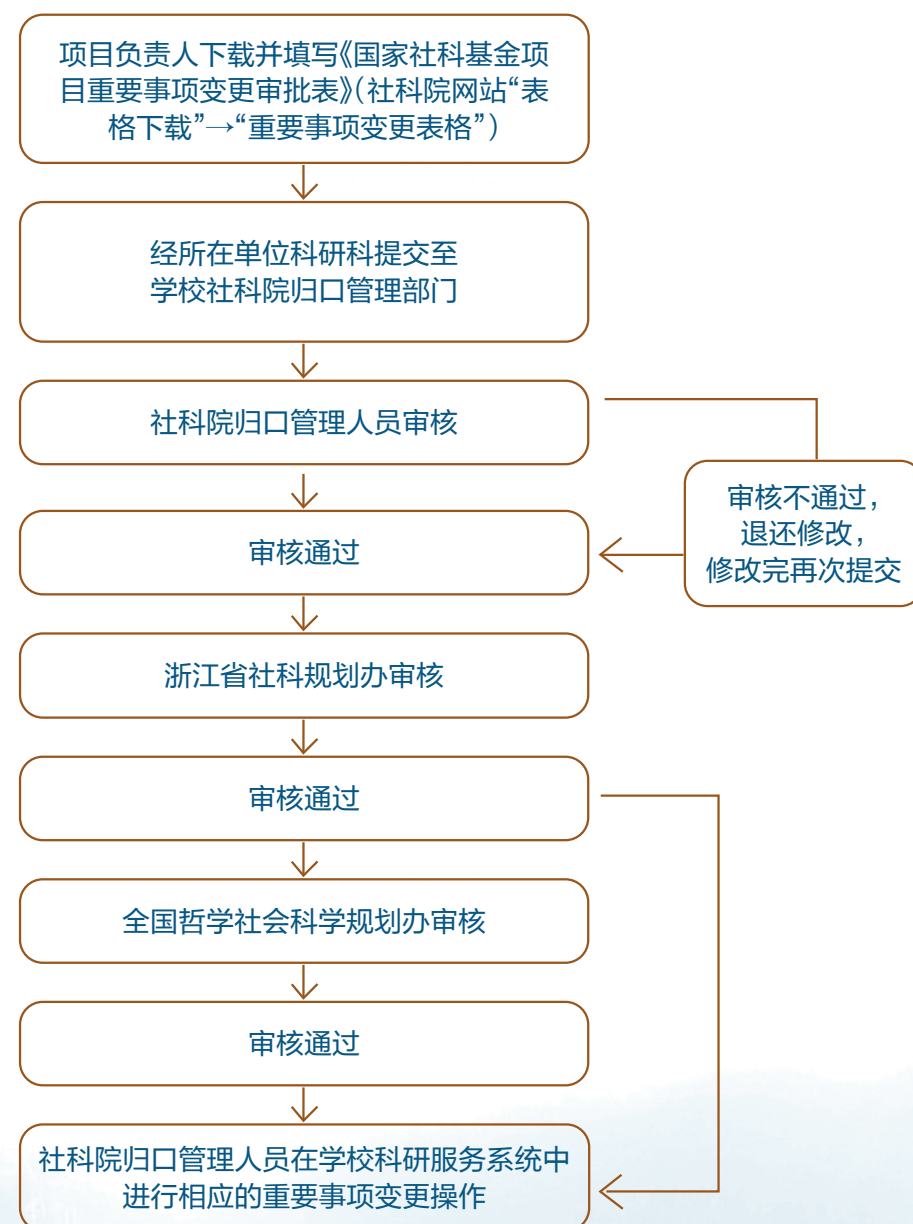 项目负责人下载并填写《国家社科基金项
目重要事项变更审批表》（社科院网站“表
格下载”→“重要事项变更表格”）
经所在单位科研科提交至
学校社科院归口管理部门
社科院归口管理人员审核
审核不通过，
退还修改，
修改完再次提交
审核通过
浙江省社科规划办审核
审核通过
全国哲学社会科学规划办审核
审核通过
社科院归口管理人员在学校科研服务系统中
进行相应的重要事项变更操作